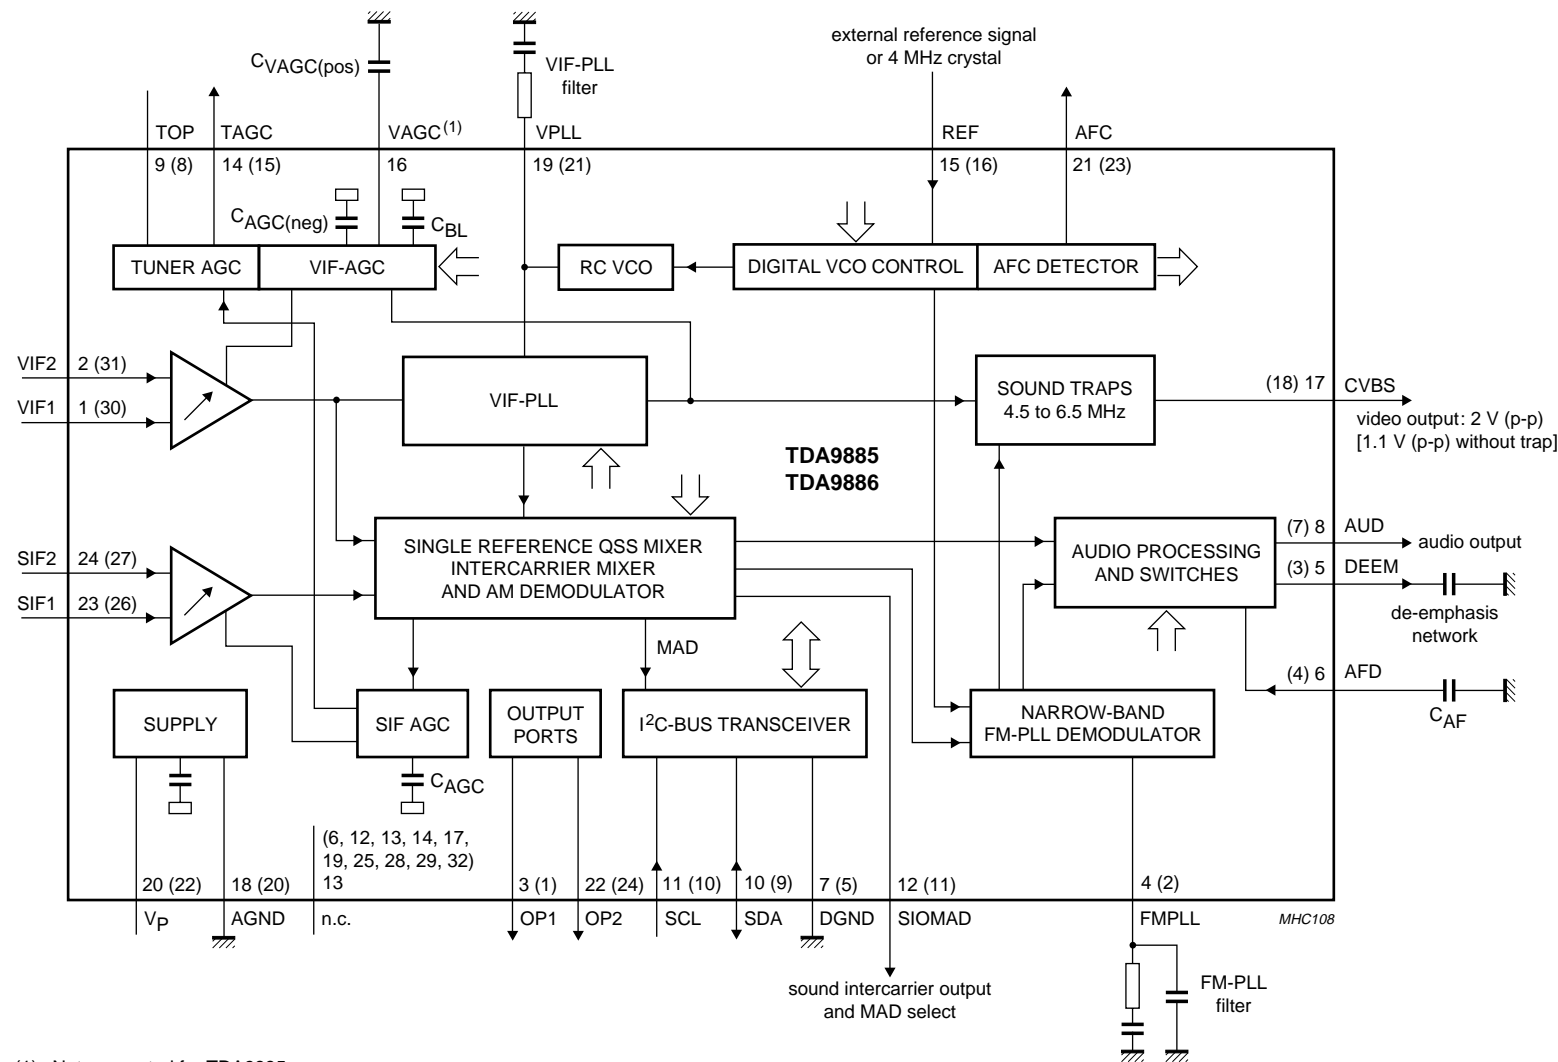 external reference signal
or 4 MHz crystal
CVAGC(pos)
VIF-PLL
filter
TOP
TAGC
VAGC(1)
VPLL
REF
AFC
9 (8)
14 (15)
16
19 (21)
15 (16)
21 (23)
CAGC(neg)
CBL
TUNER AGC
VIF-AGC
RC VCO
DIGITAL VCO CONTROL
AFC DETECTOR
VIF2
2 (31)
VIF1
1 (30)
VIF-PLL
SOUND TRAPS
4.5 to 6.5 MHz
(18) 17
CVBS
video output: 2 V (p-p)
[1.1 V (p-p) without trap]
TDA9885
TDA9886
SIF2
24 (27)
SIF1
23 (26)
SINGLE REFERENCE QSS MIXER
INTERCARRIER MIXER
AND AM DEMODULATOR
AUDIO PROCESSING
AND SWITCHES
(7) 8
AUD
audio output
(3) 5
DEEM
de-emphasis
network
MAD
(4) 6
AFD
CAF
SUPPLY
SIF AGC
OUTPUT
PORTS
I2C-BUS TRANSCEIVER
NARROW-BAND
FM-PLL DEMODULATOR
CAGC
(6, 12, 13, 14, 17,
19, 25, 28, 29, 32)
13
20 (22)
18 (20)
3 (1)
22 (24)
11 (10)
10 (9)
7 (5)
12 (11)
4 (2)
VP
AGND
n.c.
OP1
OP2
SCL
SDA
DGND
SIOMAD
FMPLL
MHC108
sound intercarrier output
and MAD select
FM-PLL
filter